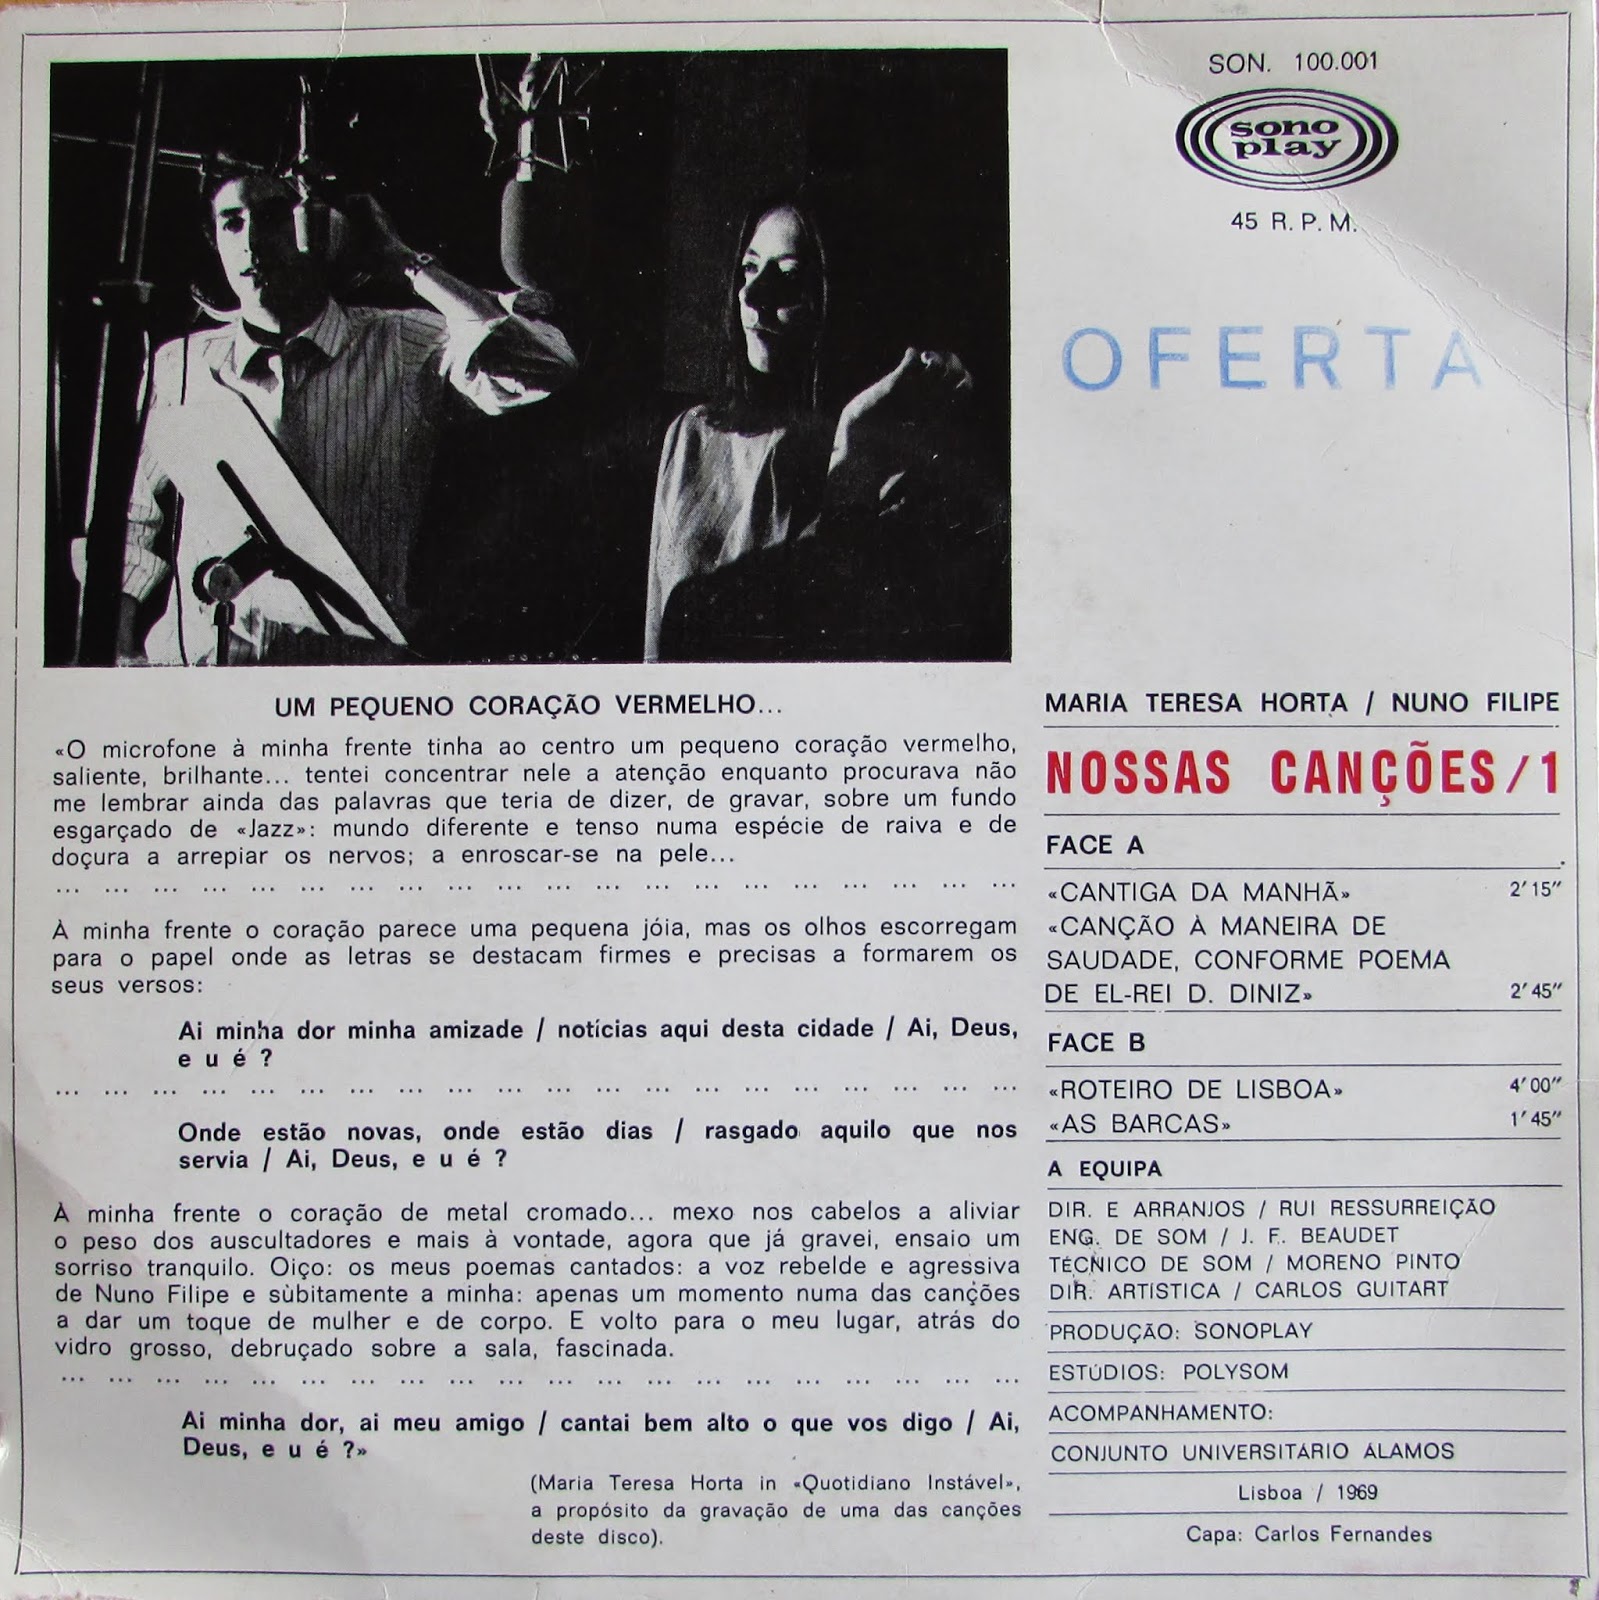 SON. 100.001
sono
play
45 R. P. M.
OFERTA
UM PEQUENO CORAÇÃO VERMELHO...
«O microfone à minha frente tinha ao centro um pequeno coração vermelho,
saliente, brilhante... tentei concentrar nele a atenção enquanto procurava não
me lembrar ainda das palavras que teria de dizer, de gravar, sobre um fundo
esgarçado de «Jazz»: mundo diferente e tenso numa espécie de raiva e de
doçura a arrepiar os nervos; a enroscar-se na pele...
... ... ... ... ... ... ... ... ... ... ... ... ... ... ... ... ... ... ... ...
À minha frente o coração parece uma pequena jóia, mas os olhos escorregam
para o papel onde as letras se destacam firmes e precisas a formarem os
seus versos:
Ai minha dor minha amizade / notícias aqui desta cidade / Ai, Deus,
e u é ?
... ... ... ... ... ... ... ... ... ... ... ... ... ... ... ... ... ... ... ...
Onde estão novas, onde estão dias / rasgado aquilo que nos
servia / Ai, Deus, e u é ?
À minha frente o coração de metal cromado... mexo nos cabelos a aliviar
o peso dos auscultadores e mais à vontade, agora que já gravei, ensaio um
sorriso tranquilo. Oiço: os meus poemas cantados: a voz rebelde e agressiva
de Nuno Filipe e sùbitamente a minha: apenas um momento numa das canções
a dar um toque de mulher e de corpo. E volto para o meu lugar, atrás do
vidro grosso, debruçado sobre a sala, fascinada.
... ... ... ... ... ... ... ... ... ... ... ... ... ... ... ... ... ... ... ...
Ai minha dor, ai meu amigo / cantai bem alto o que vos digo / Ai,
Deus, e u é ?»
(Maria Teresa Horta in «Quotidiano Instável»,
a propósito da gravação de uma das canções
deste disco).
MARIA TERESA HORTA / NUNO FILIPE
NOSSAS CANÇÕES/1
FACE A
«CANTIGA DA MANHÃ» 2'15"
«CANÇÃO À MANEIRA DE
SAUDADE, CONFORME POEMA
DE EL-REI D. DINIZ» 2'45"
FACE B
«ROTEIRO DE LISBOA» 4'00"
«AS BARCAS» 1'45"
A EQUIPA
DIR. E ARRANJOS / RUI RESSURREIÇÃO
ENG. DE SOM / J. F. BEAUDET
TÉCNICO DE SOM / MORENO PINTO
DIR. ARTÍSTICA / CARLOS GUITART
PRODUÇÃO: SONOPLAY
ESTÚDIOS: POLYSOM
ACOMPANHAMENTO:
CONJUNTO UNIVERSITÁRIO ÁLAMOS
Lisboa / 1969
Capa: Carlos Fernandes